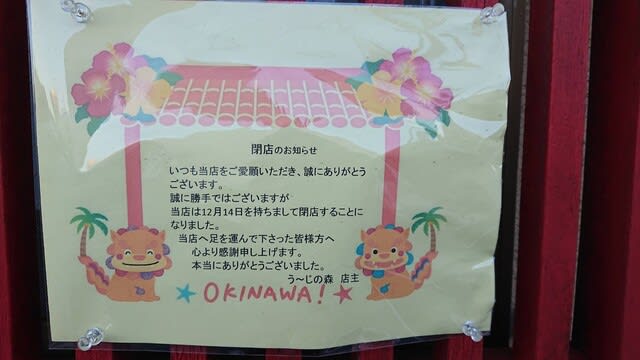 閉店のお知らせ
いつも当店をご愛願いただき、誠にありがとう
ございます。
誠に勝手ではございますが
当店は12月14日を持ちまして閉店することに
なりました。
当店へ足を運んで下さった皆様方へ
心より感謝申し上げます。
本当にありがとうございました。
う～じの森 店主
OKINAWA!